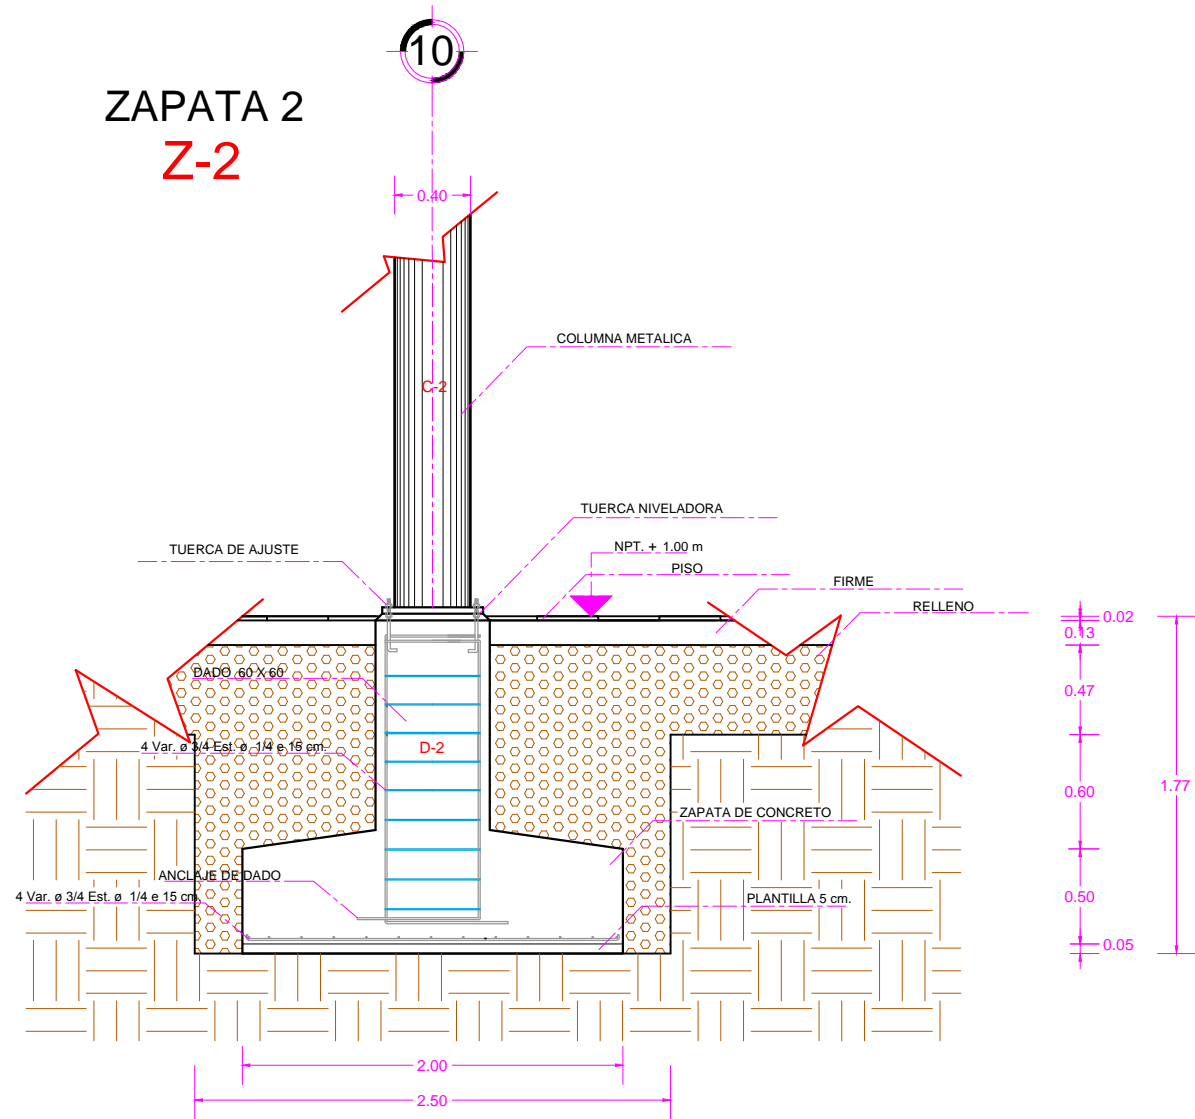 10
ZAPATA 2
Z-2
0.40
COLUMNA METALICA
C-2
TUERCA NIVELADORA
TUERCA DE AJUSTE
NPT. + 1.00 m
PISO
FIRME
RELLENO
0.02
0.13
DADO 60 X 60
0.47
4 Var. ø 3/4 Est. ø 1/4 e 15 cm.
D-2
1.77
0.60
ZAPATA DE CONCRETO
ANCLAJE DE DADO
4 Var. ø 3/4 Est. ø 1/4 e 15 cm.
PLANTILLA 5 cm.
0.50
0.05
2.00
2.50